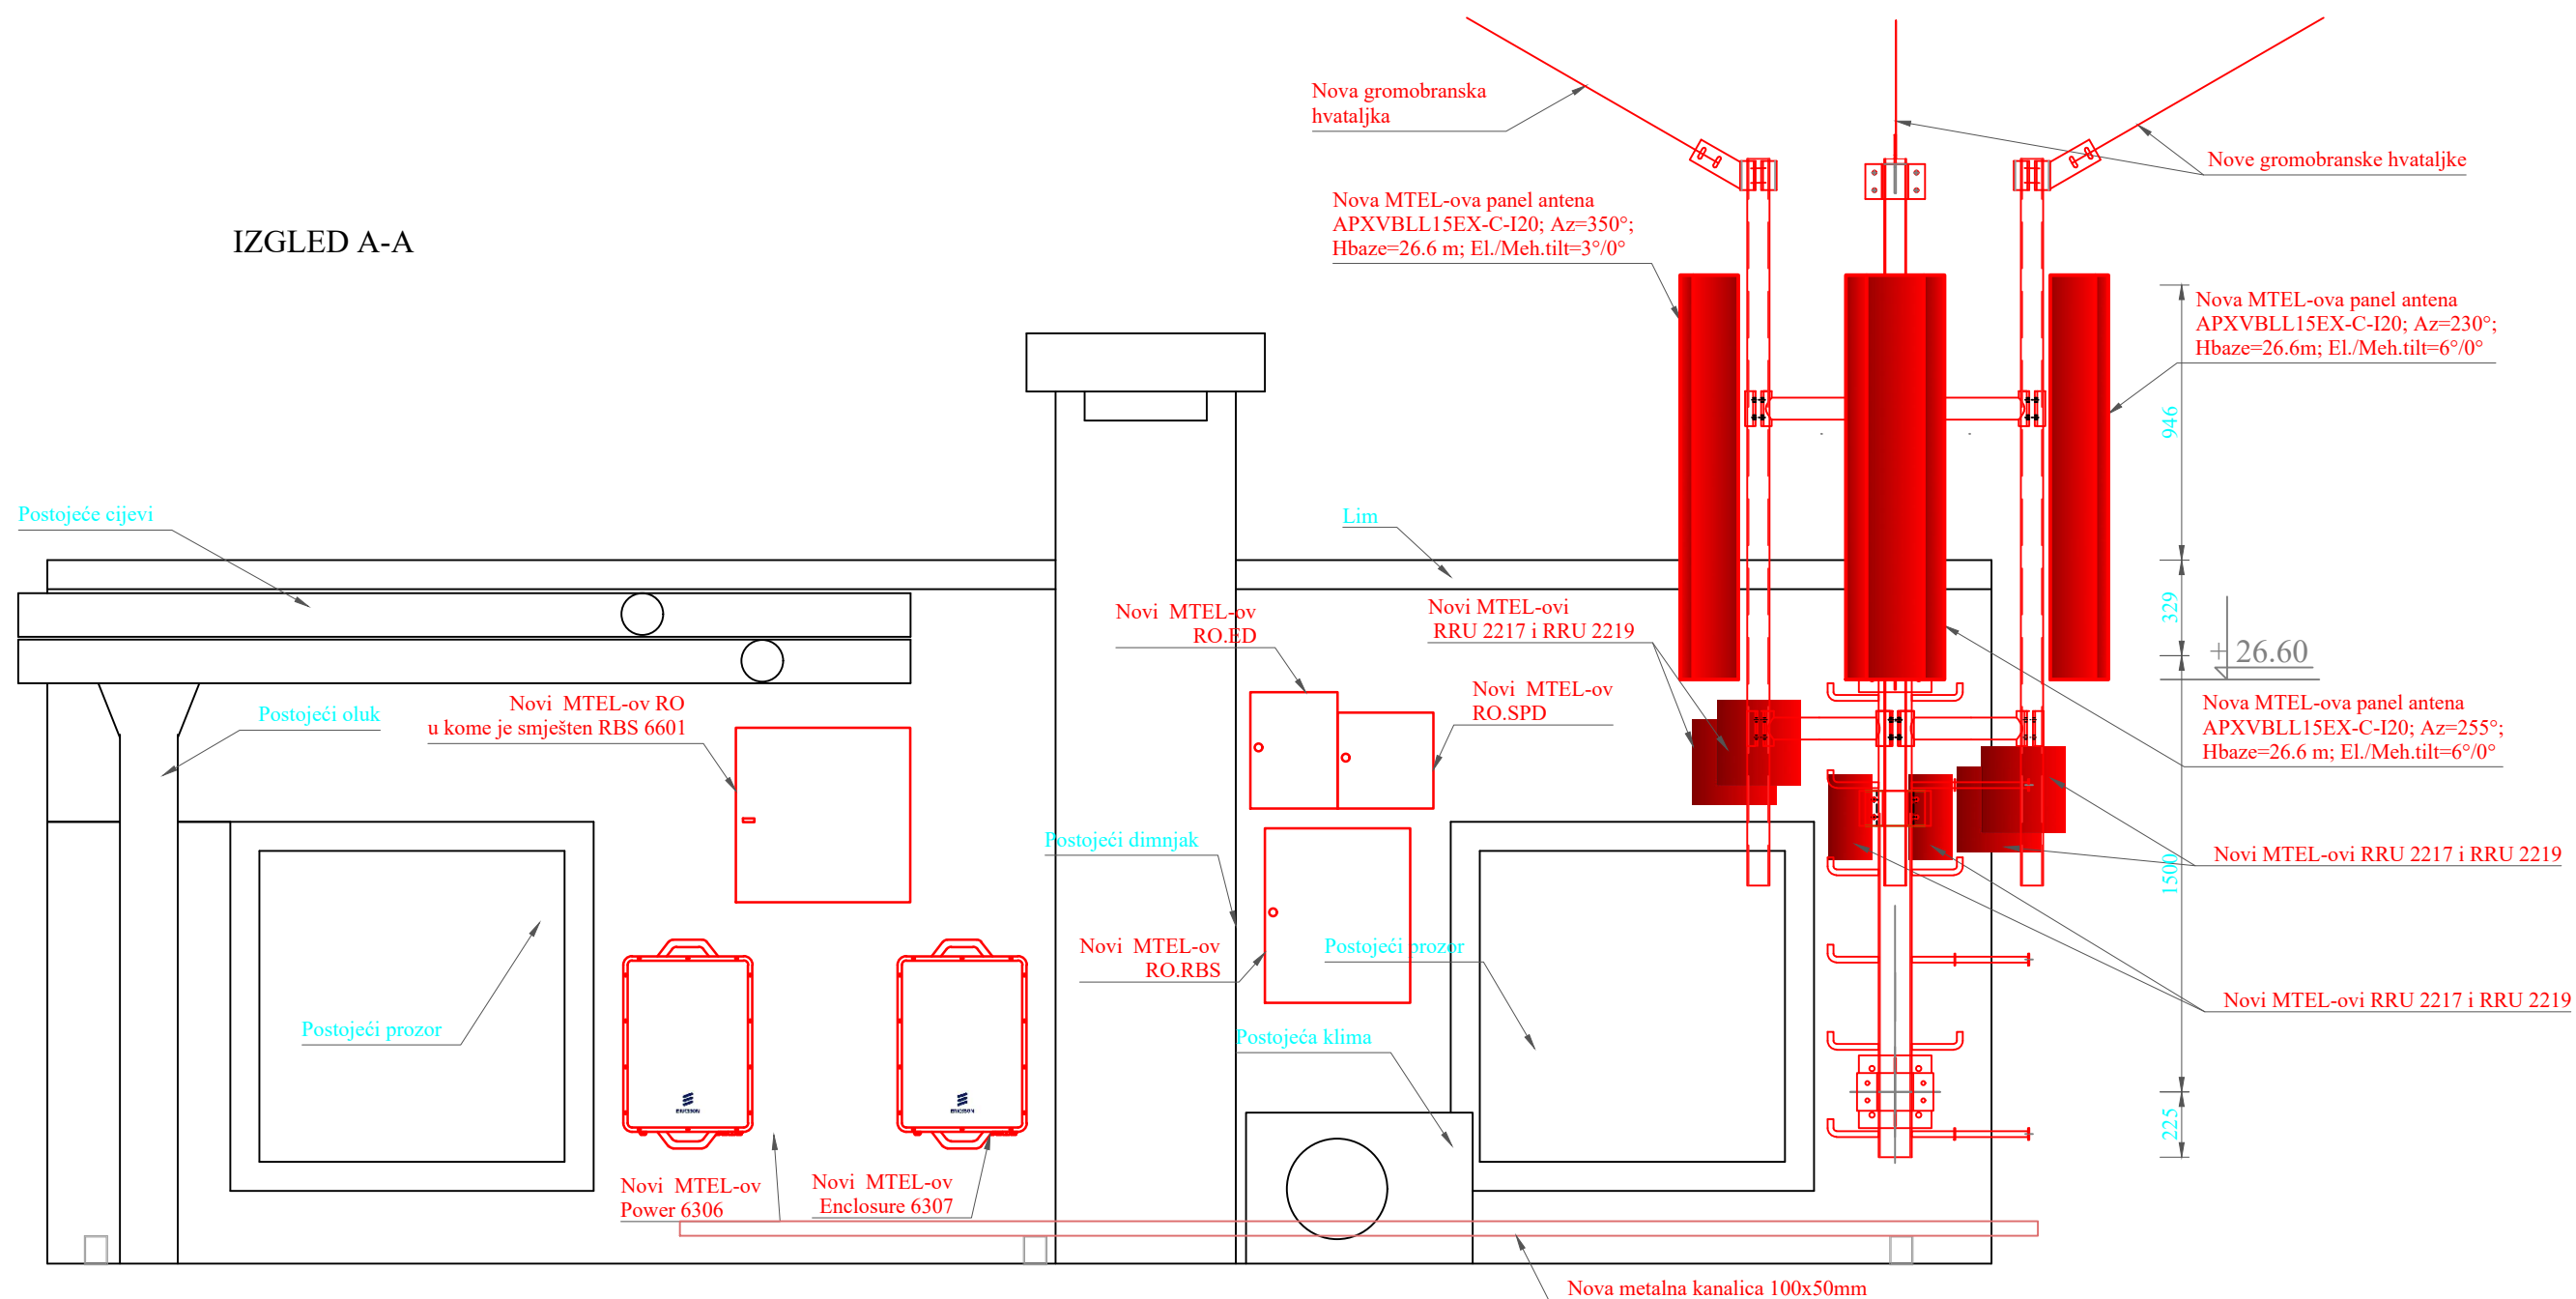 Nova gromobranska
hvataljka
Nove gromobranske hvataljke
Nova MTEL-ova panel antena
APXVBLL15EX-C-I20; Az=350°;
Hbaze=26.6 m; El./Meh.tilt=3°/0°
IZGLED A-A
Nova MTEL-ova panel antena
APXVBLL15EX-C-I20; Az=230°;
Hbaze=26.6m; El./Meh.tilt=6°/0°
946
Postojeće cijevi
Lim
329
Novi MTEL-ov
RO.ED
Novi MTEL-ovi
RRU 2217 i RRU 2219
+ 26.60
Novi MTEL-ov
RO.SPD
Novi MTEL-ov RO
u kome je smješten RBS 6601
Postojeći oluk
Nova MTEL-ova panel antena
APXVBLL15EX-C-I20; Az=255°;
Hbaze=26.6 m; El./Meh.tilt=6°/0°
Postojeći dimnjak
Novi MTEL-ovi RRU 2217 i RRU 2219
1500
Novi MTEL-ov
RO.RBS
Postojeći prozor
Novi MTEL-ovi RRU 2217 i RRU 2219
Postojeći prozor
Postojeća klima
ERICSSON
ERICSSON
225
Novi MTEL-ov
Power 6306
Novi MTEL-ov
Enclosure 6307
Nova metalna kanalica 100x50mm